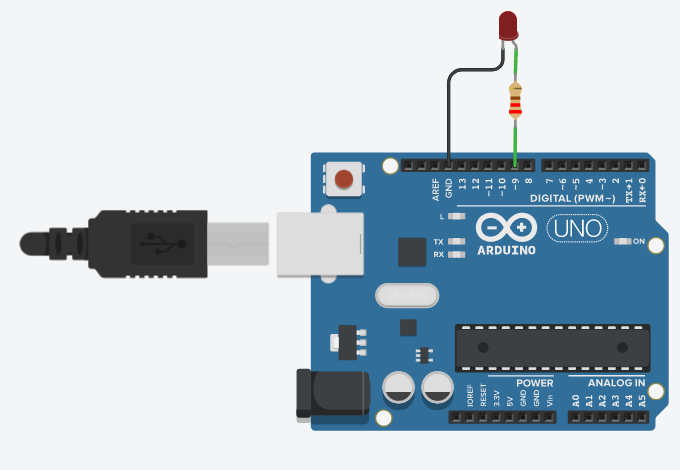 AREF
GND
13
12
~11
~10
~9
8
7
~6
~5
4
~3
2
TX→1
RX←0
DIGITAL (PWM~)
L
TX
RX
ARDUINO
UNO
ON
POWER
ANALOG IN
IOREF
RESET
3.3V
5V
GND
GND
Vin
A0
A1
A2
A3
A4
A5